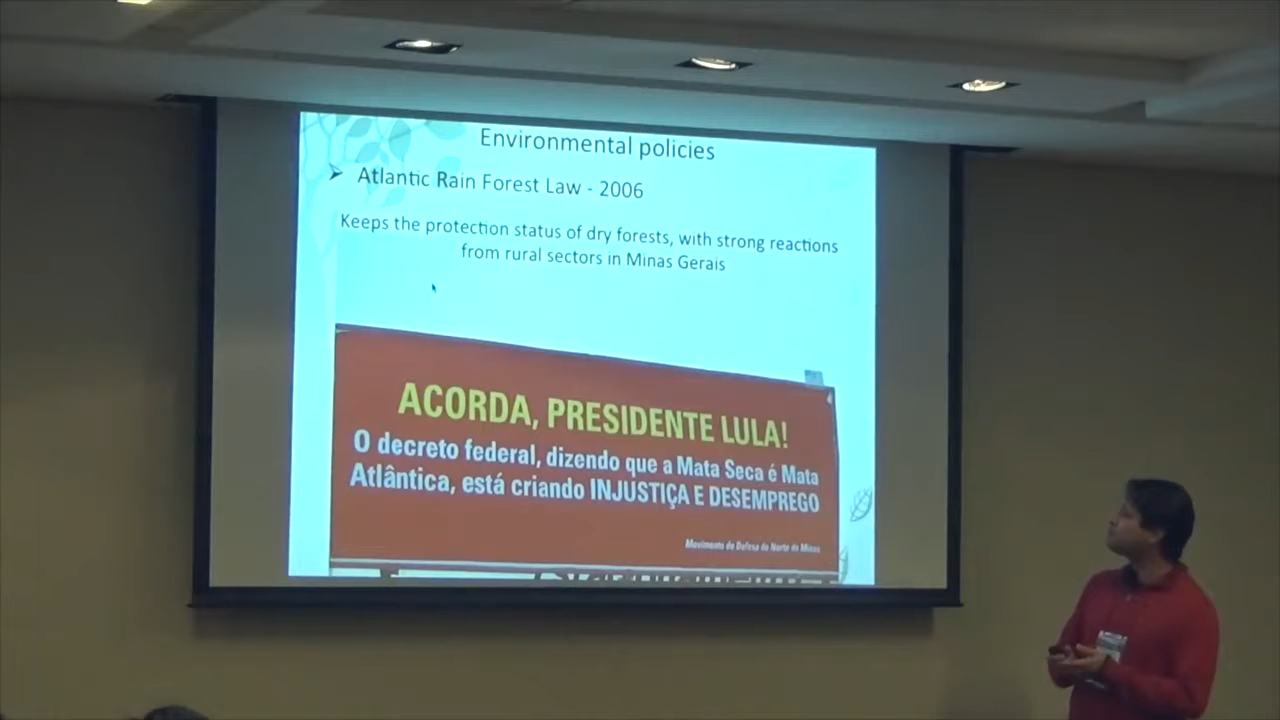 Environmental policies
Atlantic Rain Forest Law - 2006
Keeps the protection status of dry forests, with strong reactions
from rural sectors in Minas Gerais
ACORDA, PRESIDENTE LULA!
O decreto federal, dizendo que a Mata Seca é Mata
Atlântica, está criando INJUSTIÇA E DESEMPREGO
Movimento de Defesa do Norte de Minas